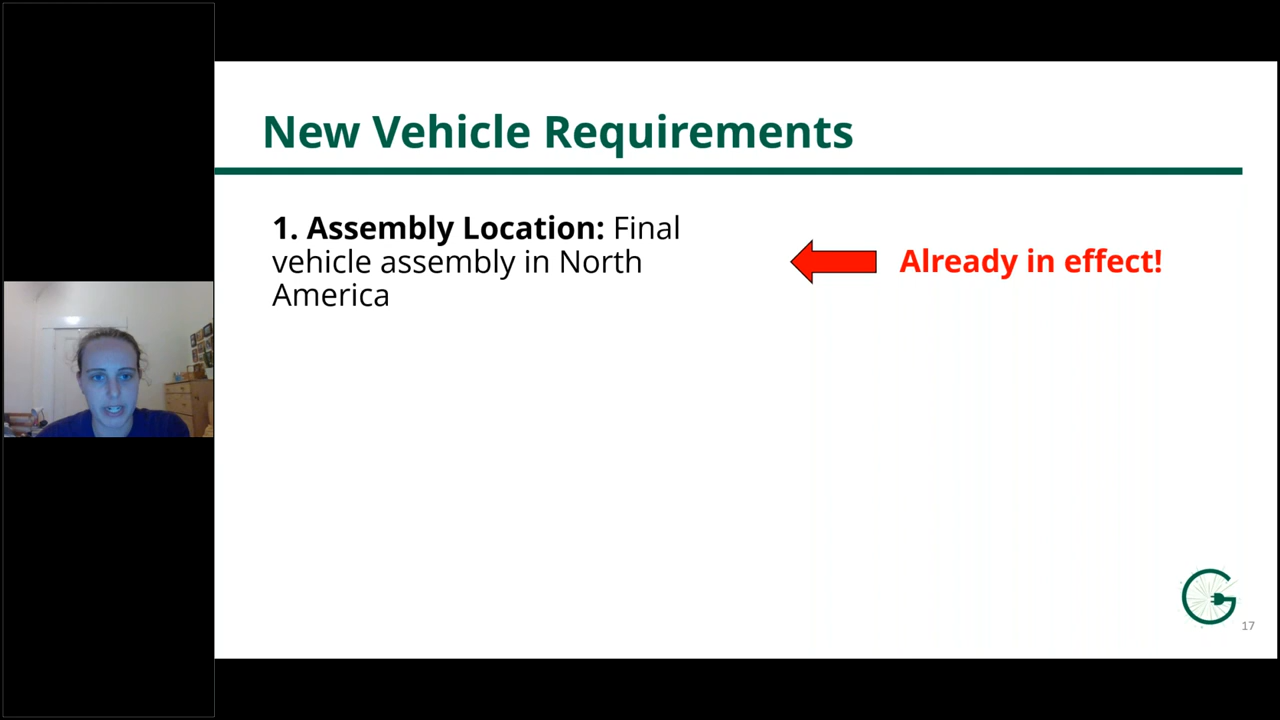 New Vehicle Requirements
1. Assembly Location: Final
vehicle assembly in North
America
Already in effect!
17